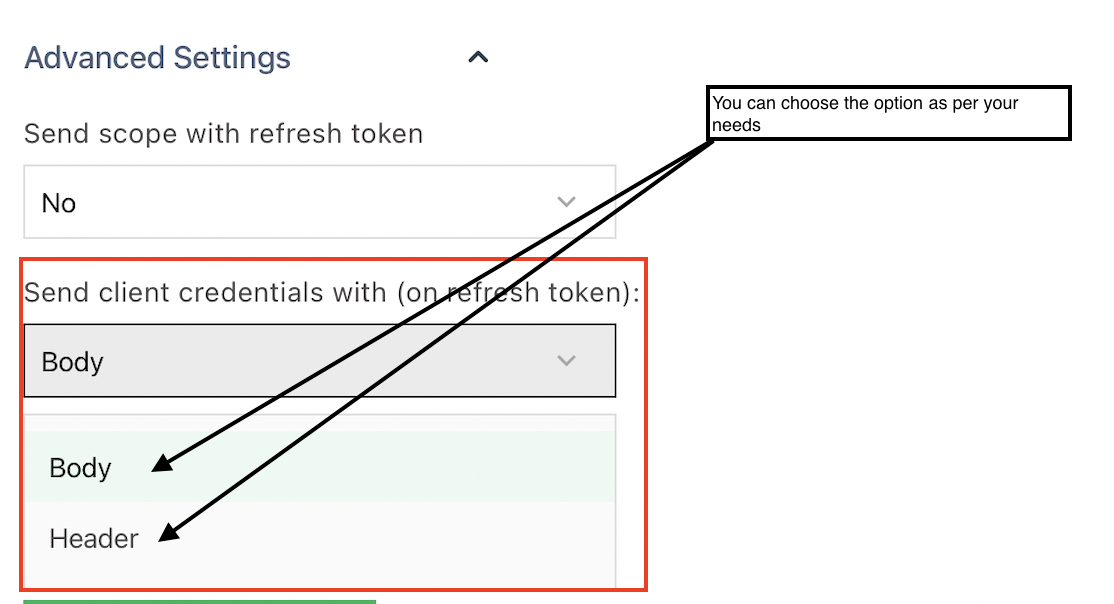 Advanced Settings
You can choose the option as per your
needs
Send scope with refresh token
No
Send client credentials with (on refresh token):
Body
Body
Header